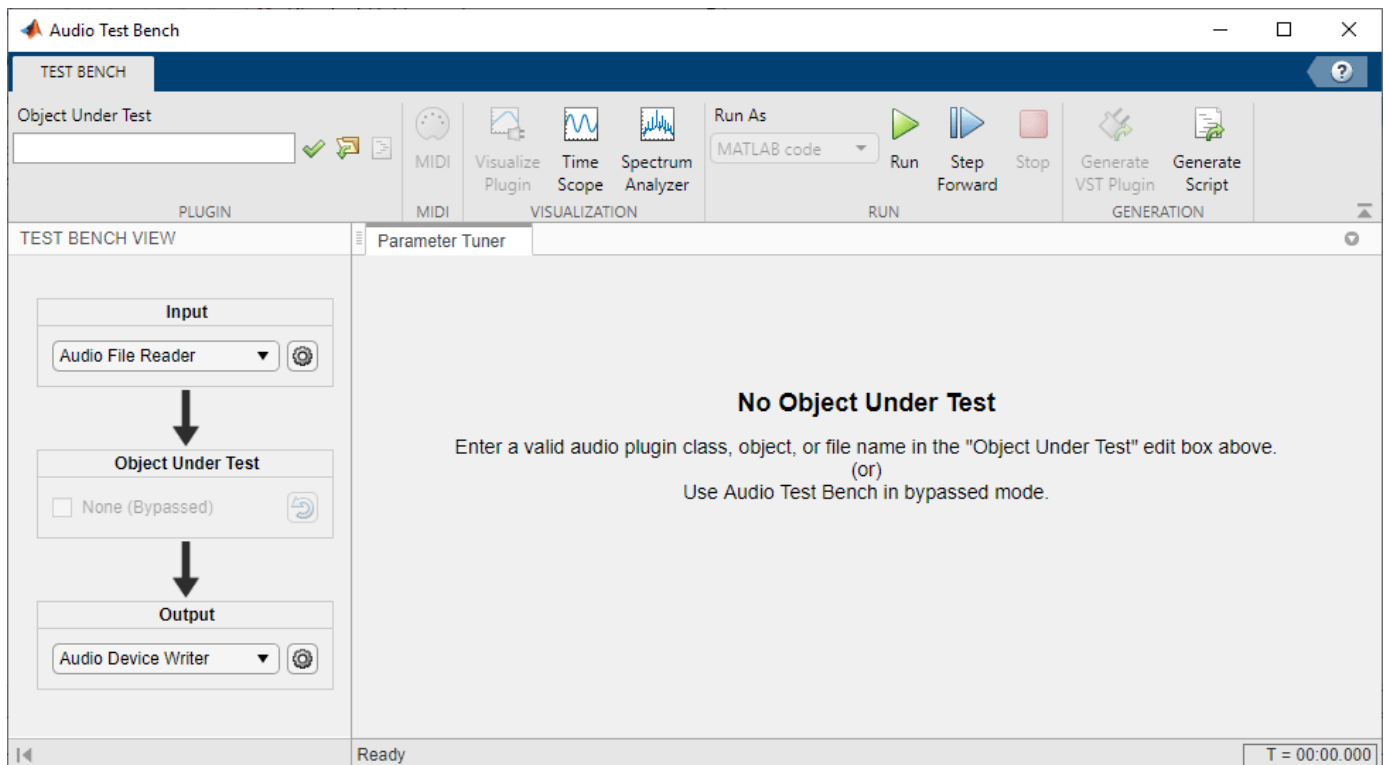 Audio Test Bench
TEST BENCH
?
Object Under Test
MIDI
Visualize
Plugin
Time
Scope
Spectrum
Analyzer
Run As
MATLAB code
Run
Step
Forward
Stop
Generate
VST Plugin
Generate
Script
PLUGIN
MIDI
VISUALIZATION
RUN
GENERATION
TEST BENCH VIEW
Parameter Tuner
Input
Audio File Reader
Object Under Test
None (Bypassed)
Output
Audio Device Writer
No Object Under Test
Enter a valid audio plugin class, object, or file name in the "Object Under Test" edit box above.
(or)
Use Audio Test Bench in bypassed mode.
Ready
T = 00:00.000